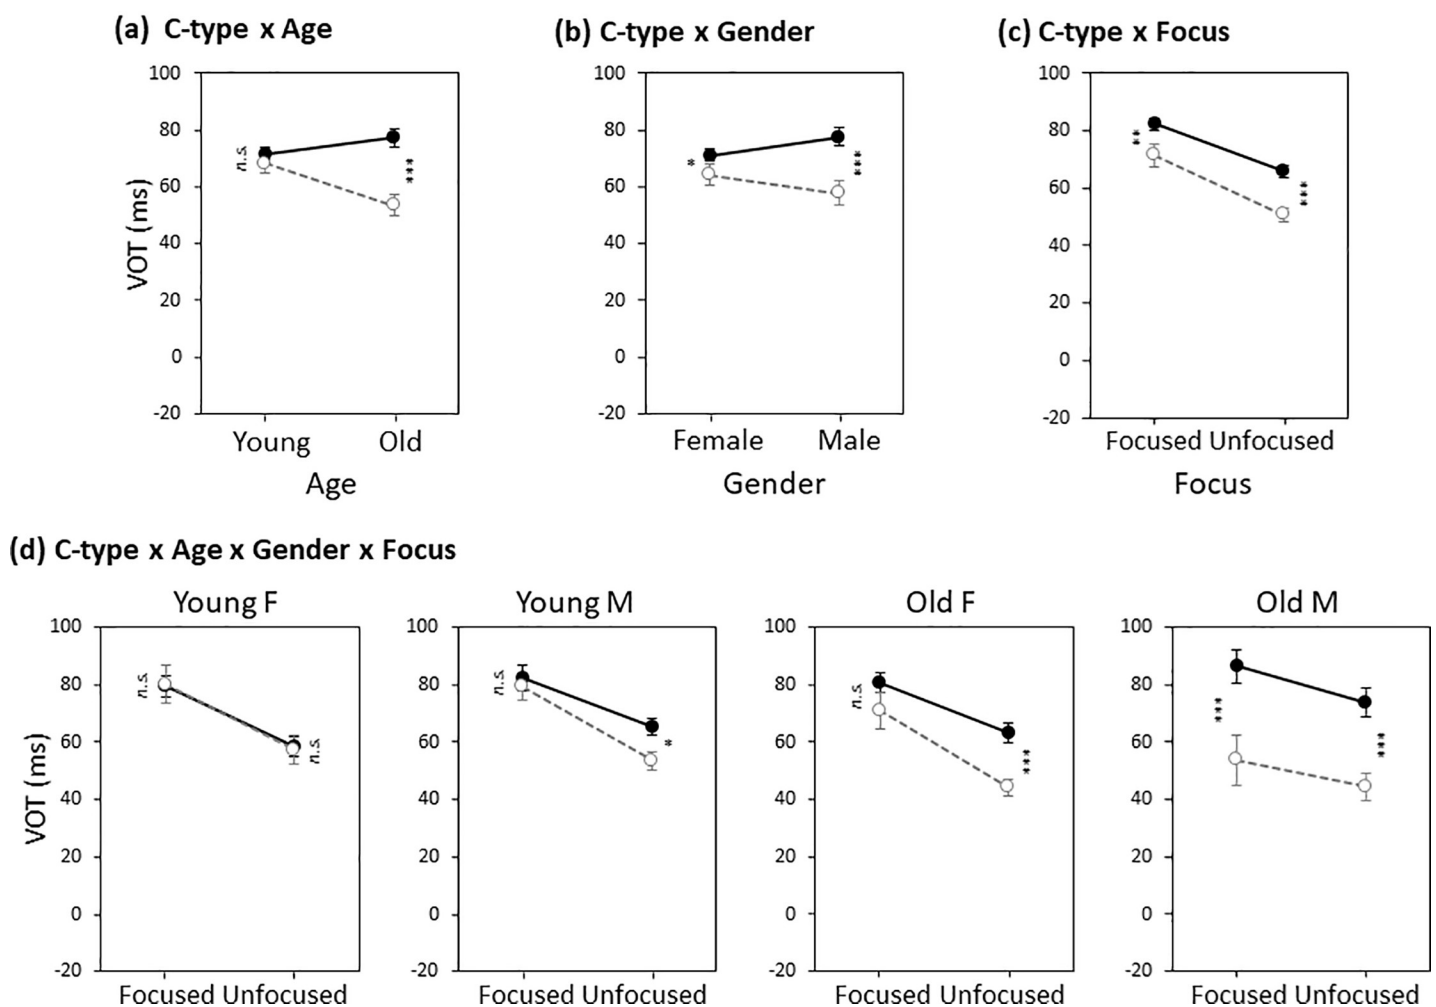 (a) C-type x Age
(b) C-type x Gender
(c) C-type x Focus
100
80
60
40
20
0
-20
VOT (ms)
n.s.
***
Young Old
Age
100
80
60
40
20
0
-20
*
***
Female Male
Gender
100
80
60
40
20
0
-20
**
***
Focused Unfocused
Focus
(d) C-type x Age x Gender x Focus
Young F
100
80
60
40
20
0
-20
VOT (ms)
n.s.
n.s.
Focused Unfocused
Young M
100
80
60
40
20
0
-20
n.s.
*
Focused Unfocused
Old F
100
80
60
40
20
0
-20
n.s.
***
Focused Unfocused
Old M
100
80
60
40
20
0
-20
***
***
Focused Unfocused